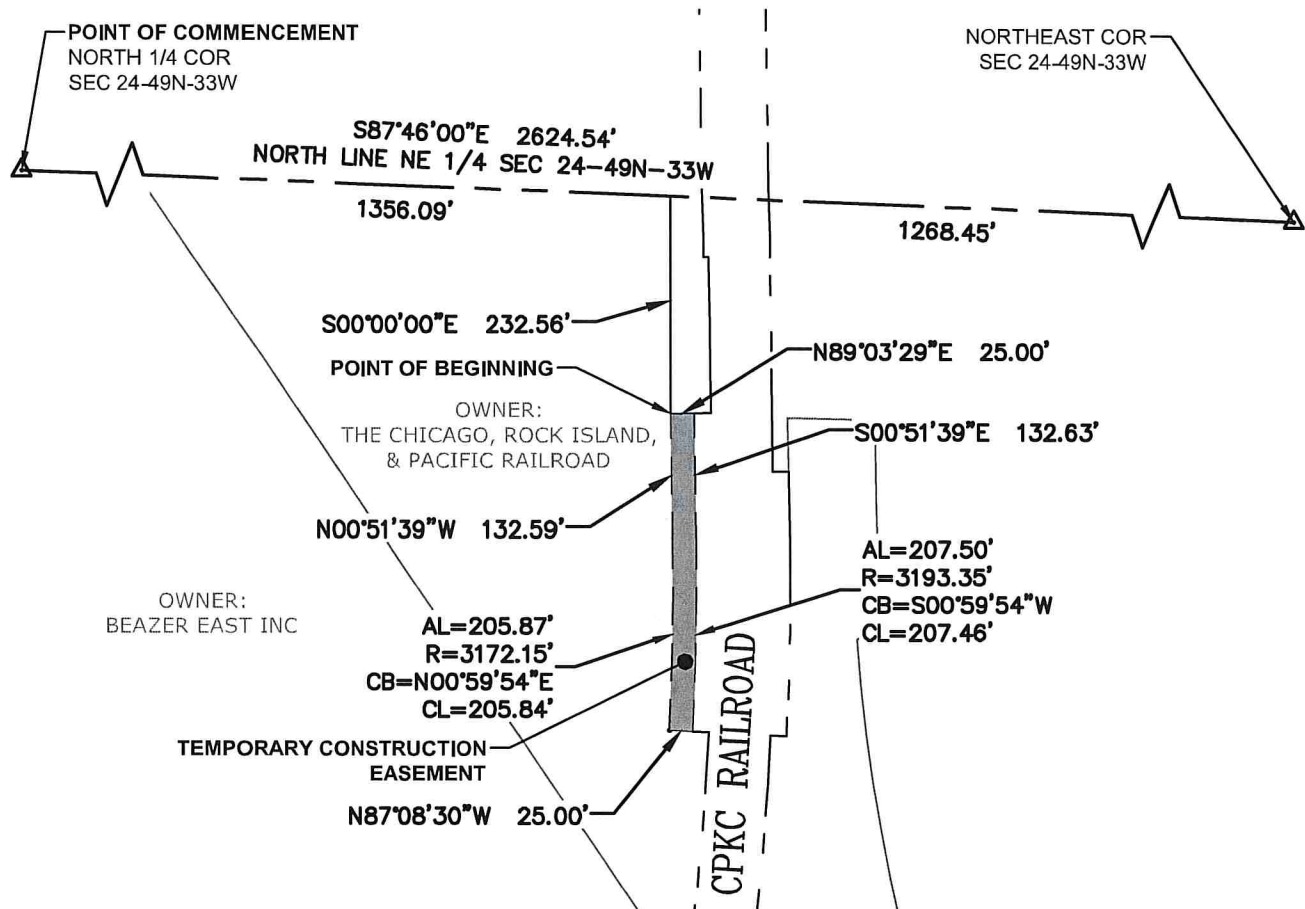 POINT OF COMMENCEMENT
NORTH 1/4 COR
SEC 24-49N-33W
NORTHEAST COR
SEC 24-49N-33W
S87°46'00"E 2624.54'
NORTH LINE NE 1/4 SEC 24-49N-33W
1356.09'
1268.45'
S00°00'00"E 232.56'
N89°03'29"E 25.00'
POINT OF BEGINNING
OWNER:
THE CHICAGO, ROCK ISLAND,
& PACIFIC RAILROAD
S00°51'39"E 132.63'
N00°51'39"W 132.59'
AL=207.50'
R=3193.35'
CB=S00°59'54"W
CL=207.46'
OWNER:
BEAZER EAST INC
AL=205.87'
R=3172.15'
CB=N00°59'54"E
CL=205.84'
TEMPORARY CONSTRUCTION
EASEMENT
N87°08'30"W 25.00'
CPKC RAILROAD